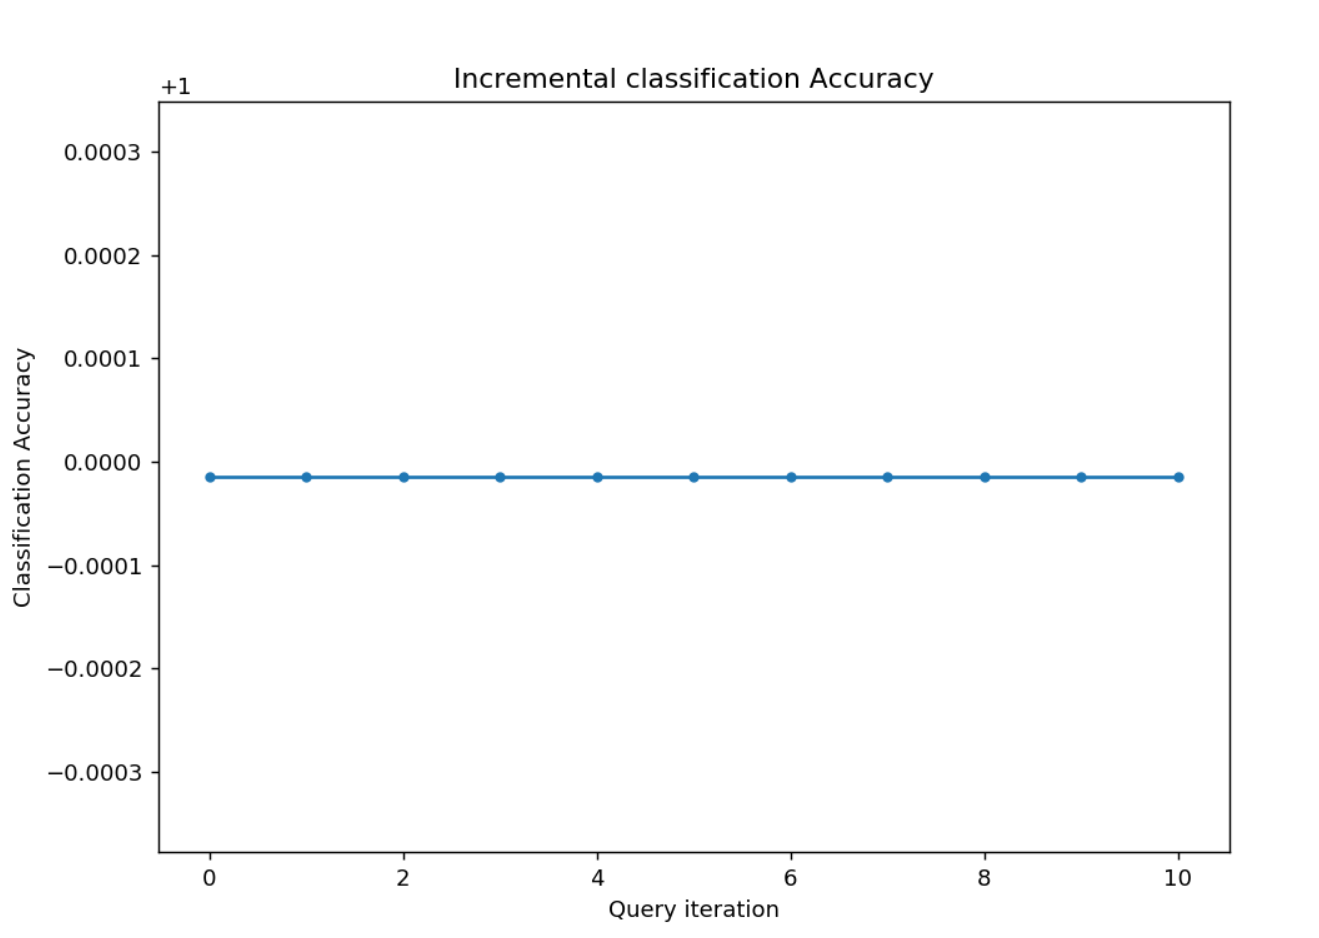 Incremental classification Accuracy
+1
0.0003
0.0002
0.0001
0.0000
−0.0001
−0.0002
−0.0003
Classification Accuracy
0 2 4 6 8 10
Query iteration